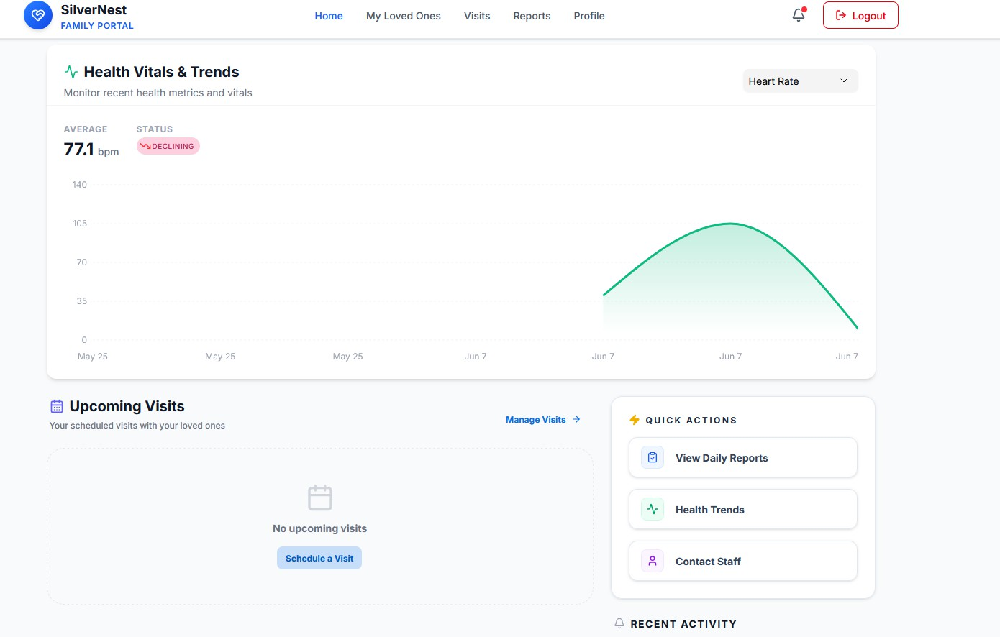 SilverNest
FAMILY PORTAL
Home
My Loved Ones
Visits
Reports
Profile
Logout
Health Vitals & Trends
Monitor recent health metrics and vitals
Heart Rate
AVERAGE
STATUS
77.1 bpm
DECLINING
140
105
70
35
0
May 25
May 25
May 25
Jun 7
Jun 7
Jun 7
Jun 7
Upcoming Visits
Your scheduled visits with your loved ones
Manage Visits
No upcoming visits
Schedule a Visit
QUICK ACTIONS
View Daily Reports
Health Trends
Contact Staff
RECENT ACTIVITY